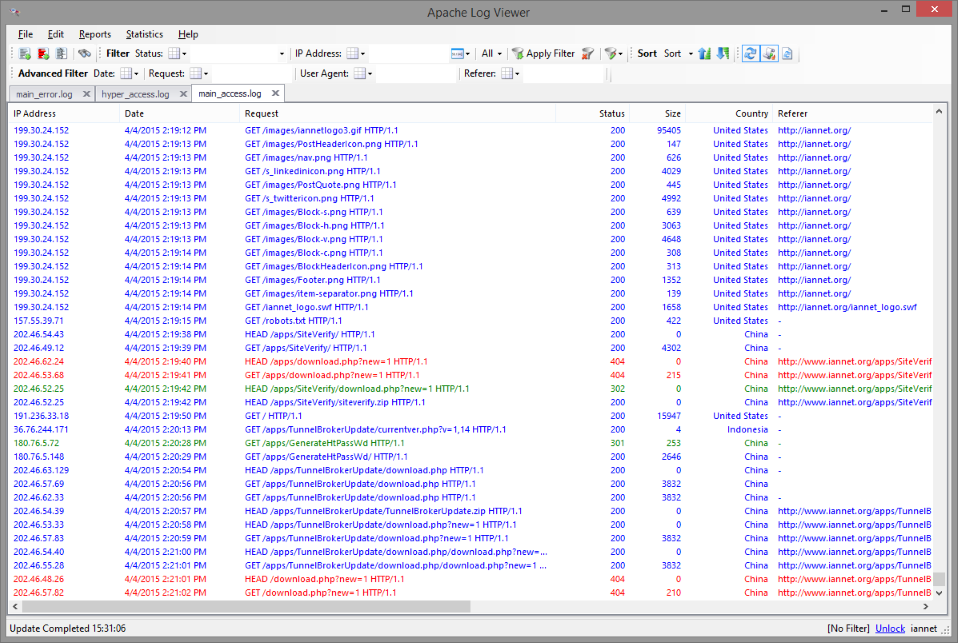 Apache Log Viewer
File Edit Reports Statistics Help
Filter Status: IP Address: All Apply Filter Sort Sort
Advanced Filter Date: Request: User Agent: Referer:
main_error.log hyper_access.log main_access.log
IP Address Date Request Status Size Country Referer
199.30.24.152 4/4/2015 2:19:12 PM GET /images/iannetlogo3.gif HTTP/1.1 200 95405 United States http://iannet.org/
199.30.24.152 4/4/2015 2:19:13 PM GET /images/PostHeaderIcon.png HTTP/1.1 200 147 United States http://iannet.org/
199.30.24.152 4/4/2015 2:19:13 PM GET /images/nav.png HTTP/1.1 200 626 United States http://iannet.org/
199.30.24.152 4/4/2015 2:19:13 PM GET /s_linkedinicon.png HTTP/1.1 200 4029 United States http://iannet.org/
199.30.24.152 4/4/2015 2:19:13 PM GET /images/PostQuote.png HTTP/1.1 200 445 United States http://iannet.org/
199.30.24.152 4/4/2015 2:19:13 PM GET /s_twittericon.png HTTP/1.1 200 4992 United States http://iannet.org/
199.30.24.152 4/4/2015 2:19:13 PM GET /images/Block-s.png HTTP/1.1 200 639 United States http://iannet.org/
199.30.24.152 4/4/2015 2:19:13 PM GET /images/Block-h.png HTTP/1.1 200 3063 United States http://iannet.org/
199.30.24.152 4/4/2015 2:19:13 PM GET /images/Block-v.png HTTP/1.1 200 4648 United States http://iannet.org/
199.30.24.152 4/4/2015 2:19:14 PM GET /images/Block-c.png HTTP/1.1 200 308 United States http://iannet.org/
199.30.24.152 4/4/2015 2:19:14 PM GET /images/BlockHeaderIcon.png HTTP/1.1 200 313 United States http://iannet.org/
199.30.24.152 4/4/2015 2:19:14 PM GET /images/Footer.png HTTP/1.1 200 1352 United States http://iannet.org/
199.30.24.152 4/4/2015 2:19:14 PM GET /images/item-separator.png HTTP/1.1 200 139 United States http://iannet.org/
199.30.24.152 4/4/2015 2:19:14 PM GET /iannet_logo.swf HTTP/1.1 200 1658 United States http://iannet.org/iannet_logo.swf
157.55.39.71 4/4/2015 2:19:15 PM GET /robots.txt HTTP/1.1 200 422 United States -
202.46.54.43 4/4/2015 2:19:38 PM HEAD /apps/SiteVerify/ HTTP/1.1 200 0 China -
202.46.49.12 4/4/2015 2:19:39 PM GET /apps/SiteVerify/ HTTP/1.1 200 4302 China -
202.46.62.24 4/4/2015 2:19:40 PM HEAD /apps/download.php?new=1 HTTP/1.1 404 0 China http://www.iannet.org/apps/SiteVerif
202.46.53.68 4/4/2015 2:19:41 PM GET /apps/download.php?new=1 HTTP/1.1 404 215 China http://www.iannet.org/apps/SiteVerif
202.46.52.25 4/4/2015 2:19:42 PM HEAD /apps/SiteVerify/download.php?new=1 HTTP/1.1 302 0 China http://www.iannet.org/apps/SiteVerif
202.46.52.25 4/4/2015 2:19:42 PM HEAD /apps/SiteVerify/siteverify.zip HTTP/1.1 200 0 China http://www.iannet.org/apps/SiteVerif
191.236.33.18 4/4/2015 2:19:50 PM GET / HTTP/1.1 200 15947 United States -
36.76.244.171 4/4/2015 2:20:13 PM GET /apps/TunnelBrokerUpdate/currentver.php?v=1,14 HTTP/1.1 200 4 Indonesia -
180.76.5.72 4/4/2015 2:20:28 PM GET /apps/GenerateHtPassWd HTTP/1.1 301 253 China -
180.76.5.148 4/4/2015 2:20:29 PM GET /apps/GenerateHtPassWd/ HTTP/1.1 200 2646 China -
202.46.63.129 4/4/2015 2:20:54 PM HEAD /apps/TunnelBrokerUpdate/download.php HTTP/1.1 200 0 China -
202.46.57.69 4/4/2015 2:20:56 PM GET /apps/TunnelBrokerUpdate/download.php HTTP/1.1 200 3832 China
202.46.62.33 4/4/2015 2:20:56 PM GET /apps/TunnelBrokerUpdate/download.php HTTP/1.1 200 3832 China -
202.46.54.39 4/4/2015 2:20:57 PM HEAD /apps/TunnelBrokerUpdate/TunnelBrokerUpdate.zip HTTP/1.1 200 0 China http://www.iannet.org/apps/TunnelB
202.46.53.33 4/4/2015 2:20:58 PM HEAD /apps/TunnelBrokerUpdate/download.php?new=1 HTTP/1.1 200 0 China http://www.iannet.org/apps/TunnelB
202.46.57.83 4/4/2015 2:20:59 PM GET /apps/TunnelBrokerUpdate/download.php?new=1 HTTP/1.1 200 3832 China http://www.iannet.org/apps/TunnelB
202.46.54.40 4/4/2015 2:21:00 PM HEAD /apps/TunnelBrokerUpdate/download.php/download.php?new=... 200 0 China http://www.iannet.org/apps/TunnelB
202.46.55.28 4/4/2015 2:21:01 PM GET /apps/TunnelBrokerUpdate/download.php/download.php?new=1 ... 200 3832 China http://www.iannet.org/apps/TunnelB
202.46.48.26 4/4/2015 2:21:01 PM HEAD /download.php?new=1 HTTP/1.1 404 0 China http://www.iannet.org/apps/TunnelB
202.46.57.82 4/4/2015 2:21:02 PM GET /download.php?new=1 HTTP/1.1 404 210 China http://www.iannet.org/apps/TunnelB
Update Completed 15:31:06 [No Filter] Unlock iannet